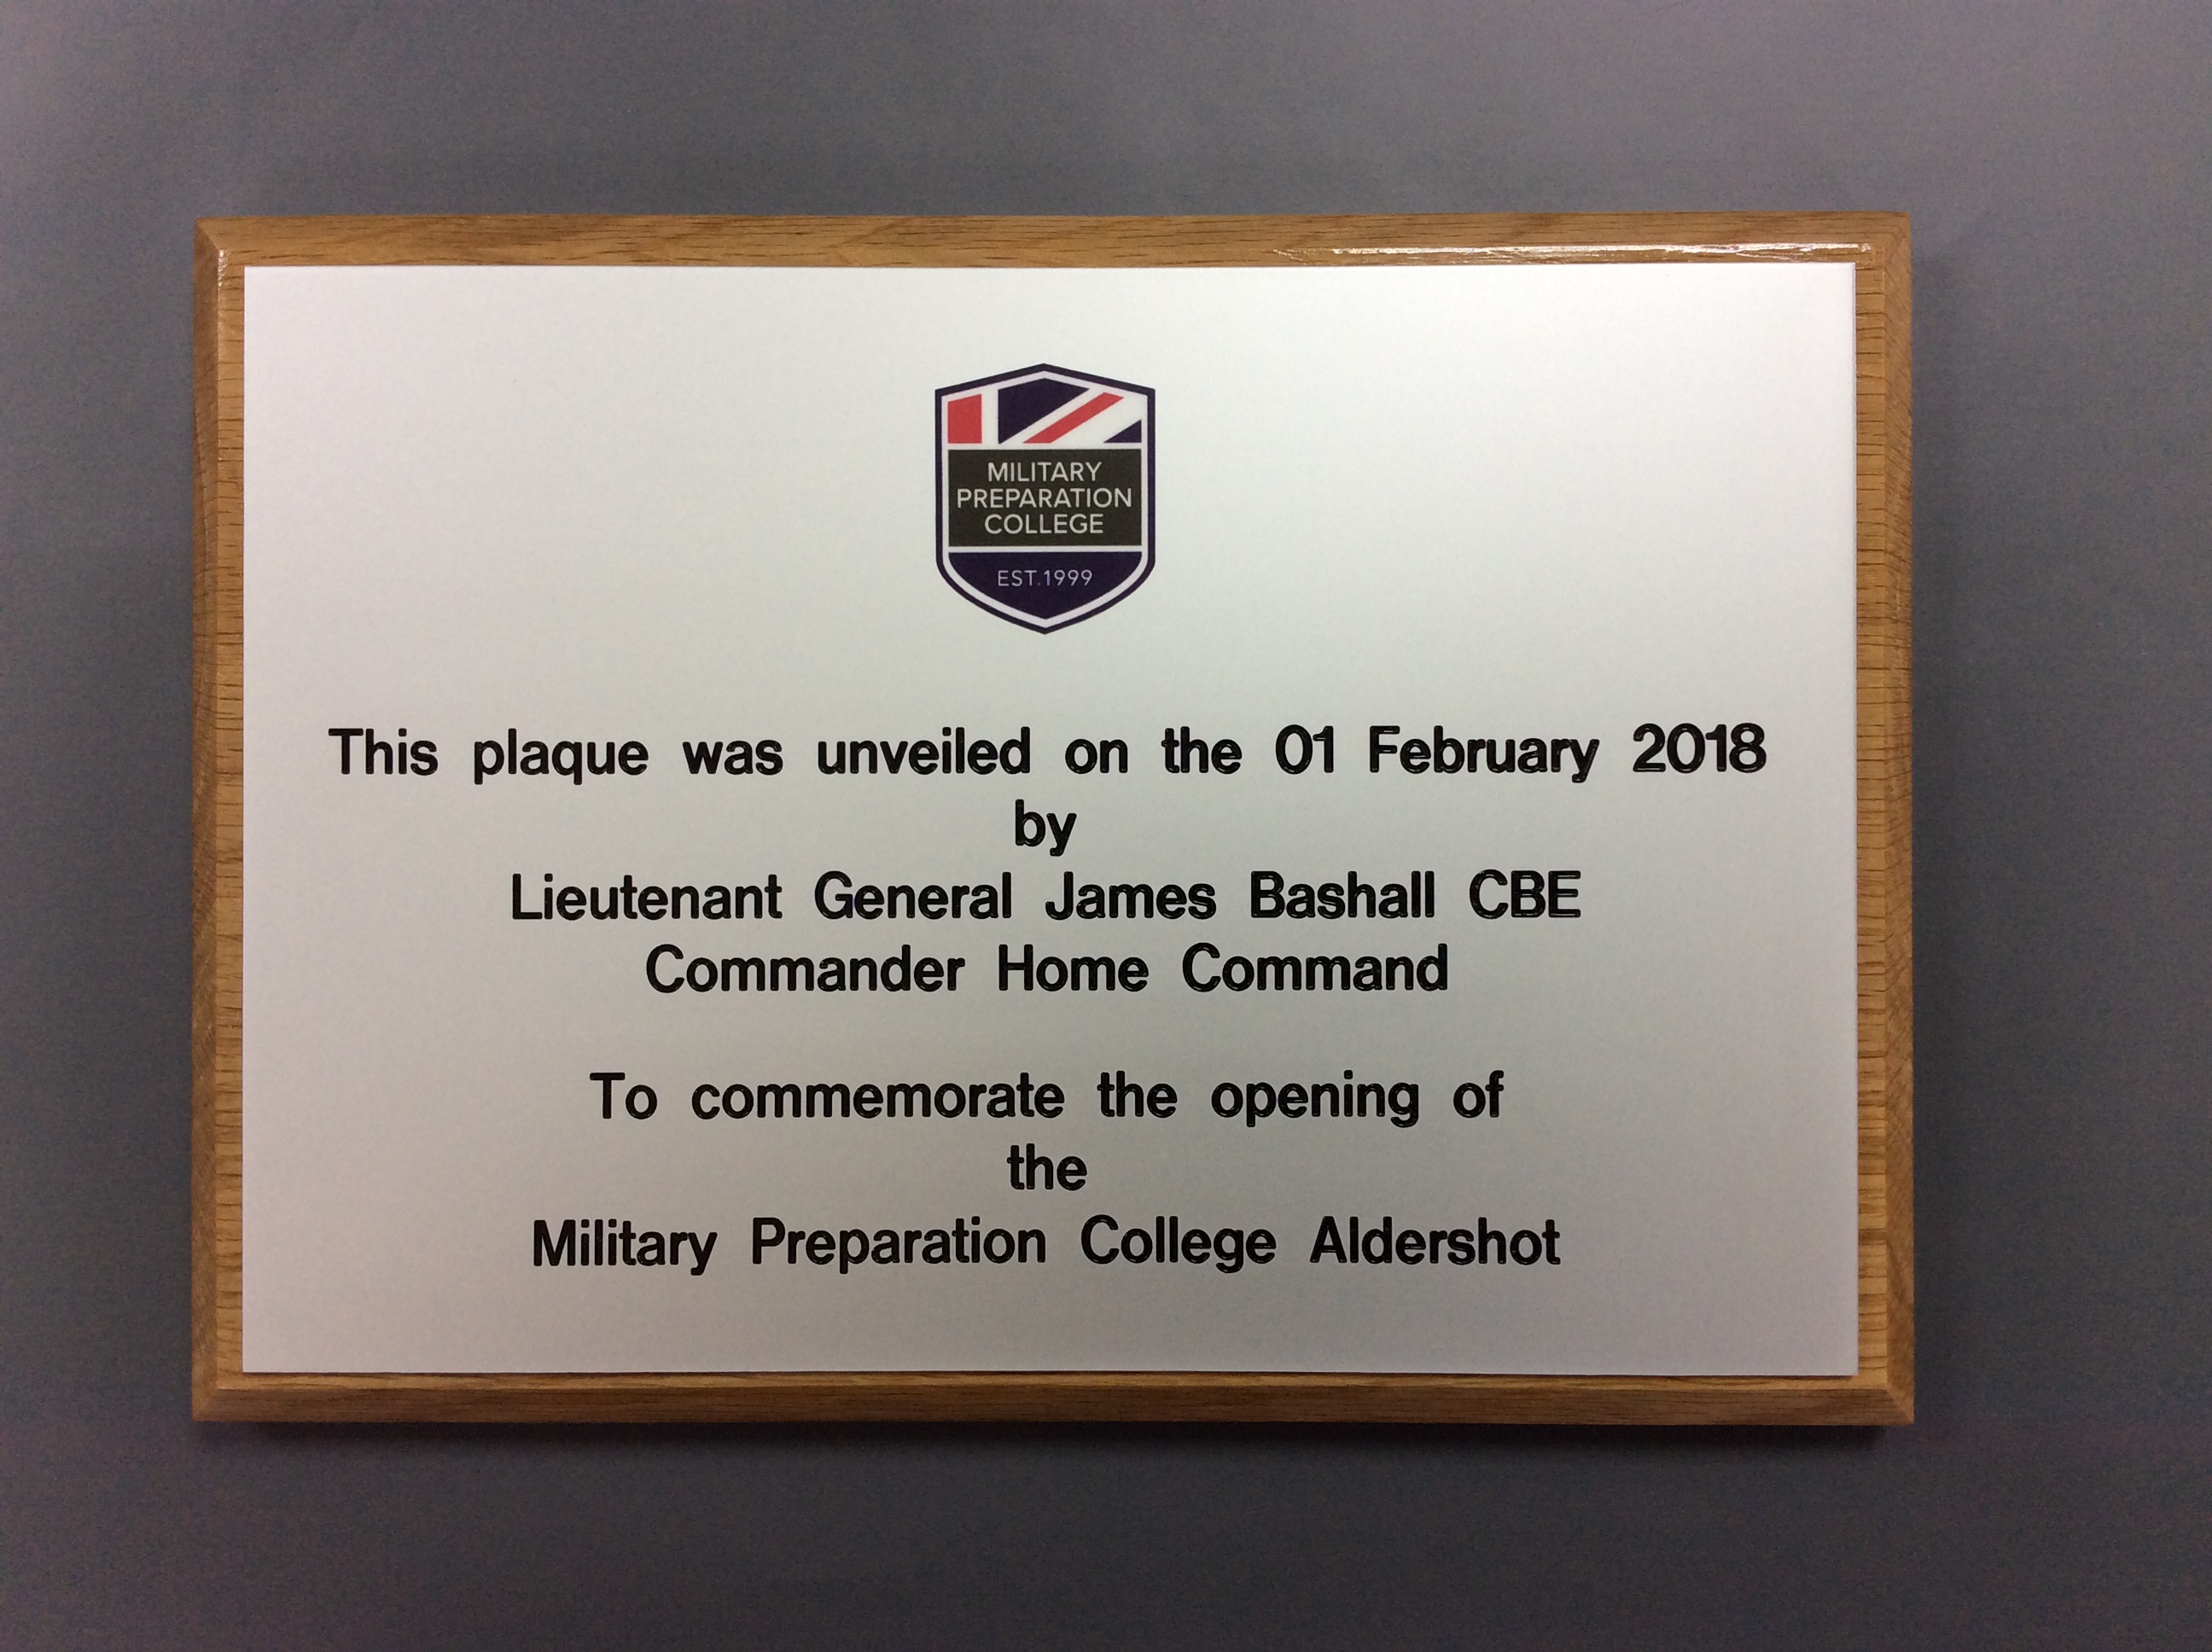 MILITARY
PREPARATION
COLLEGE
EST.1999
This plaque was unveiled on the 01 February 2018
by
Lieutenant General James Bashall CBE
Commander Home Command
To commemorate the opening of
the
Military Preparation College Aldershot